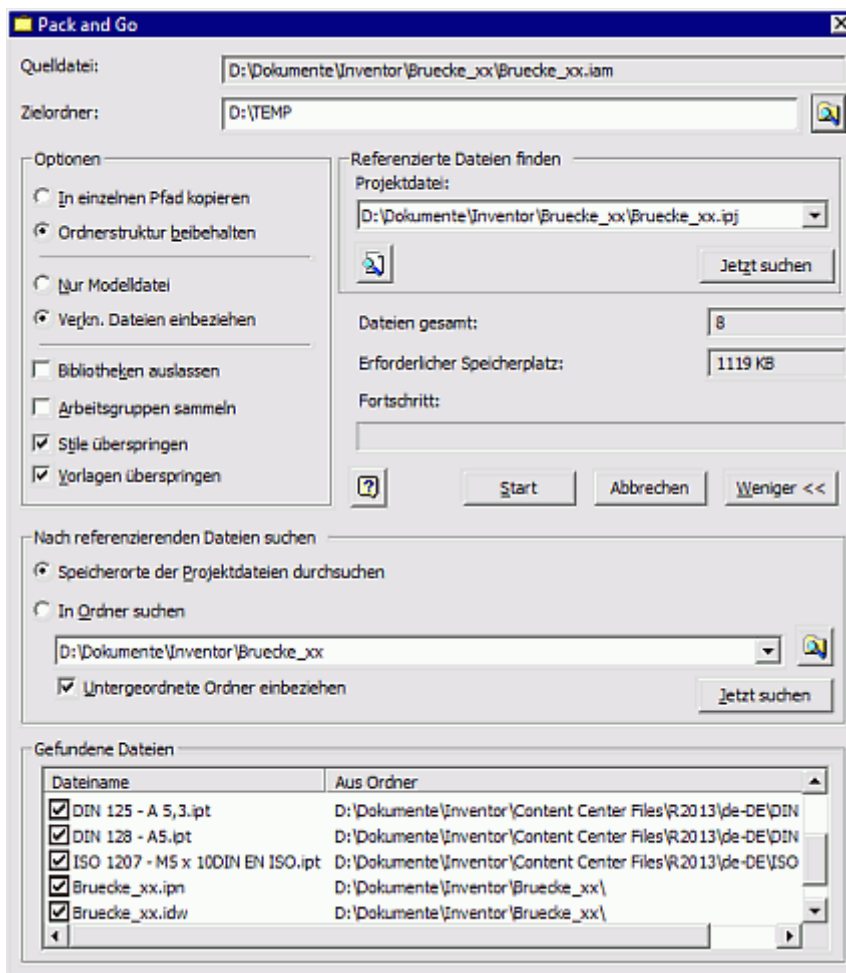 Pack and Go
Quelldatei: D:\Dokumente\Inventor\Bruecke_xx\Bruecke_xx.iam
Zielordner: D:\TEMP
Optionen
In einzelnen Pfad kopieren
Ordnerstruktur beibehalten
Nur Modelldatei
Verkn. Dateien einbeziehen
Bibliotheken auslassen
Arbeitsgruppen sammeln
Stile überspringen
Vorlagen überspringen
Referenzierte Dateien finden
Projektdatei:
D:\Dokumente\Inventor\Bruecke_xx\Bruecke_xx.ipj
Jetzt suchen
Dateien gesamt: 8
Erforderlicher Speicherplatz: 1119 KB
Fortschritt:
Start Abbrechen Weniger <<
Nach referenzierenden Dateien suchen
Speicherorte der Projektdateien durchsuchen
In Ordner suchen
D:\Dokumente\Inventor\Bruecke_xx
Untergeordnete Ordner einbeziehen
Jetzt suchen
Gefundene Dateien
Dateiname Aus Ordner
DIN 125 - A 5,3.ipt D:\Dokumente\Inventor\Content Center Files\R2013\de-DE\DIN
DIN 128 - A5.ipt D:\Dokumente\Inventor\Content Center Files\R2013\de-DE\DIN
ISO 1207 - M5 x 10DIN EN ISO.ipt D:\Dokumente\Inventor\Content Center Files\R2013\de-DE\ISO
Bruecke_xx.ipn D:\Dokumente\Inventor\Bruecke_xx\
Bruecke_xx.idw D:\Dokumente\Inventor\Bruecke_xx\